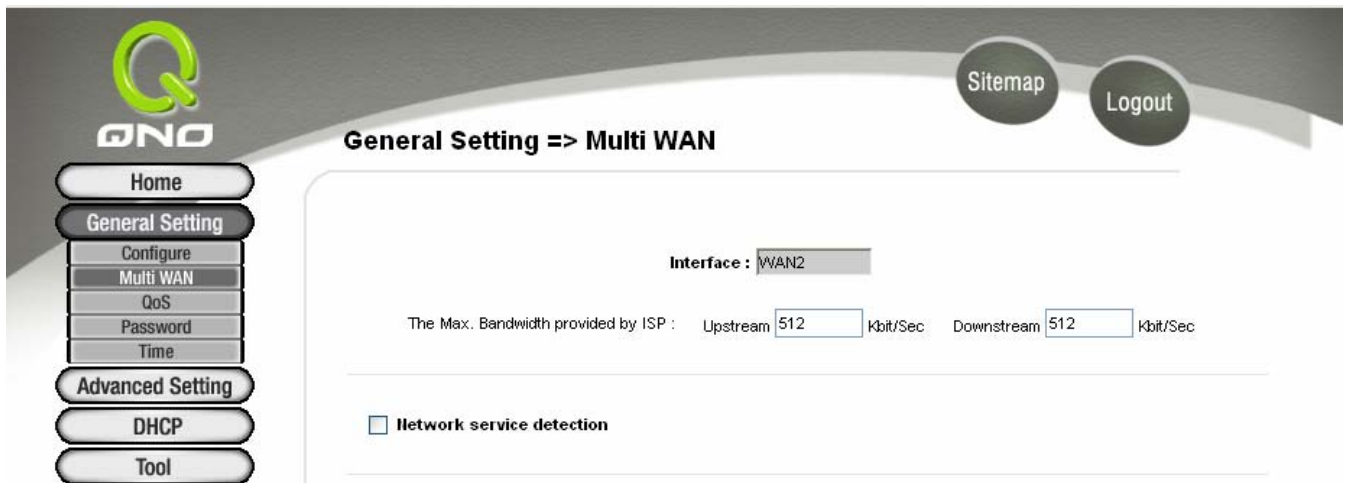 Sitemap
Logout
QNO
General Setting => Multi WAN
Home
General Setting
Configure
Multi WAN
QoS
Password
Time
Advanced Setting
DHCP
Tool
Interface : WAN2
The Max. Bandwidth provided by ISP : Upstream 512 Kbit/Sec Downstream 512 Kbit/Sec
Network service detection